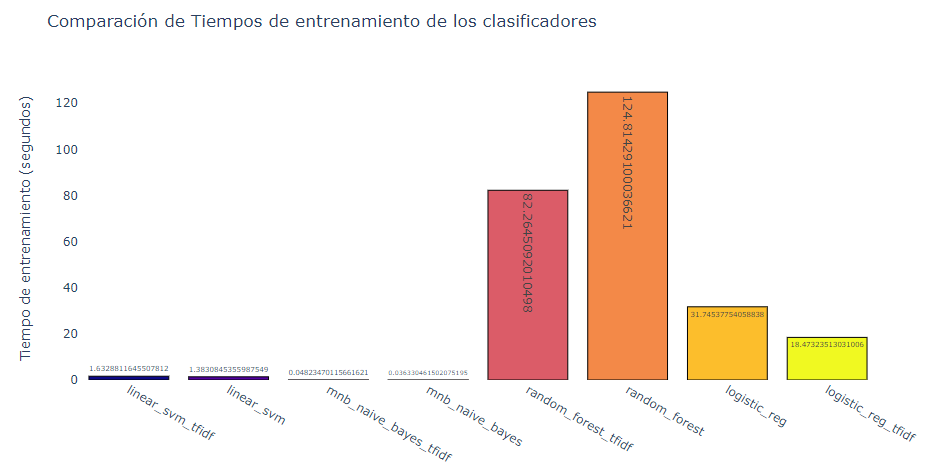 Comparación de Tiempos de entrenamiento de los clasificadores
Tiempo de entrenamiento (segundos)
120
100
80
60
40
20
0
1.6328811645507812
1.3830845355987549
0.04823470115661621
0.036330461502075195
82.2645092010498
124.81429100036621
31.74537754058838
18.47323513031006
linear_svm_tfidf
linear_svm
mnb_naive_bayes_tfidf
mnb_naive_bayes
random_forest_tfidf
random_forest
logistic_reg
logistic_reg_tfidf